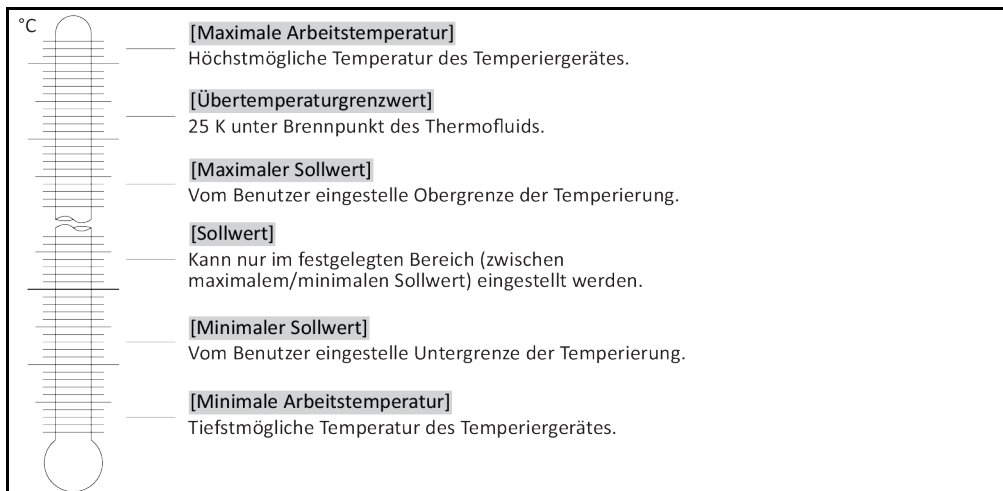 °C
[Maximale Arbeitstemperatur]
Höchstmögliche Temperatur des Temperiergerätes.
[Übertemperaturgrenzwert]
25 K unter Brennpunkt des Thermofluids.
[Maximaler Sollwert]
Vom Benutzer eingestelle Obergrenze der Temperierung.
[Sollwert]
Kann nur im festgelegten Bereich (zwischen
maximalem/minimalen Sollwert) eingestellt werden.
[Minimaler Sollwert]
Vom Benutzer eingestelle Untergrenze der Temperierung.
[Minimale Arbeitstemperatur]
Tiefstmögliche Temperatur des Temperiergerätes.